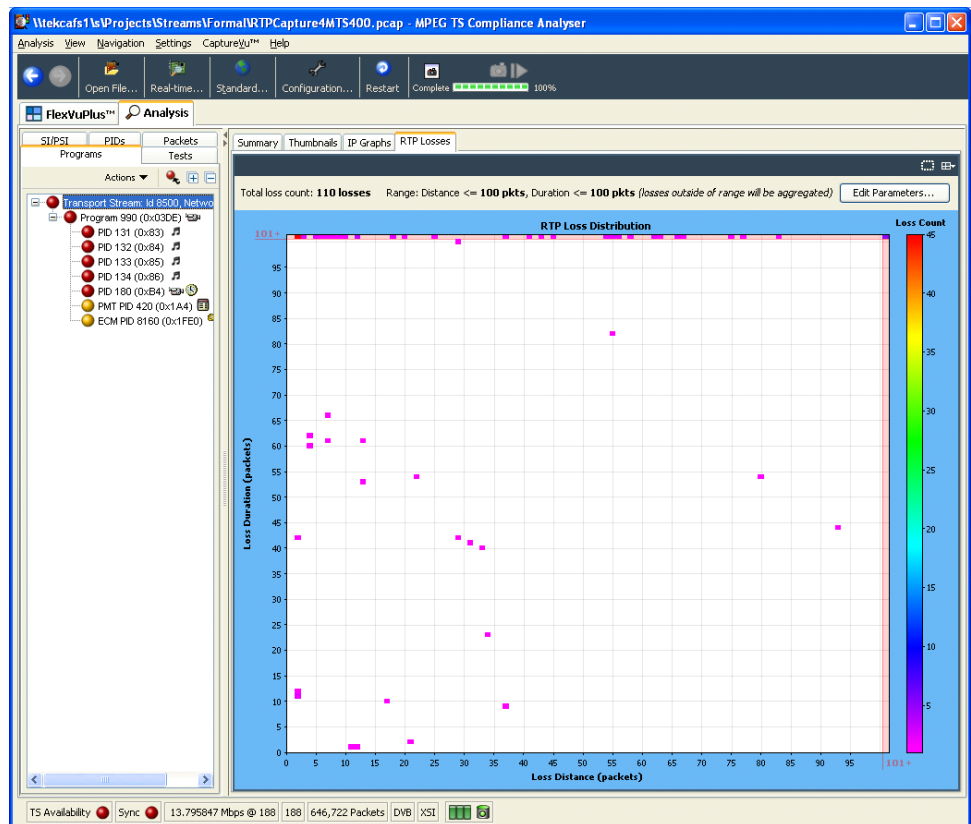 \\tekcafs1\s\Projects\Streams\Formal\RTPCapture4MTS400.pcap - MPEG TS Compliance Analyser
Analysis View Navigation Settings CaptureVu™ Help
Open File... Real-time... Standard... Configuration... Restart Complete 100%
FlexVuPlus™ Analysis
SI/PSI PIDs Packets
Programs Tests
Actions
Transport Stream: Id 8500, Netwo
Program 990 (0x03DE)
PID 131 (0x83)
PID 132 (0x84)
PID 133 (0x85)
PID 134 (0x86)
PID 180 (0xB4)
PMT PID 420 (0x1A4)
ECM PID 8160 (0x1FE0)
Summary Thumbnails IP Graphs RTP Losses
Total loss count: 110 losses Range: Distance <= 100 pkts, Duration <= 100 pkts (losses outside of range will be aggregated) Edit Parameters...
RTP Loss Distribution
Loss Count
101+
95
90
85
80
75
70
65
60
55
50
45
40
35
30
25
20
15
10
5
0
Loss Duration (packets)
0 5 10 15 20 25 30 35 40 45 50 55 60 65 70 75 80 85 90 95 101+
Loss Distance (packets)
45
40
35
30
25
20
15
10
5
TS Availability Sync 13.795847 Mbps @ 188 188 646,722 Packets DVB XSI